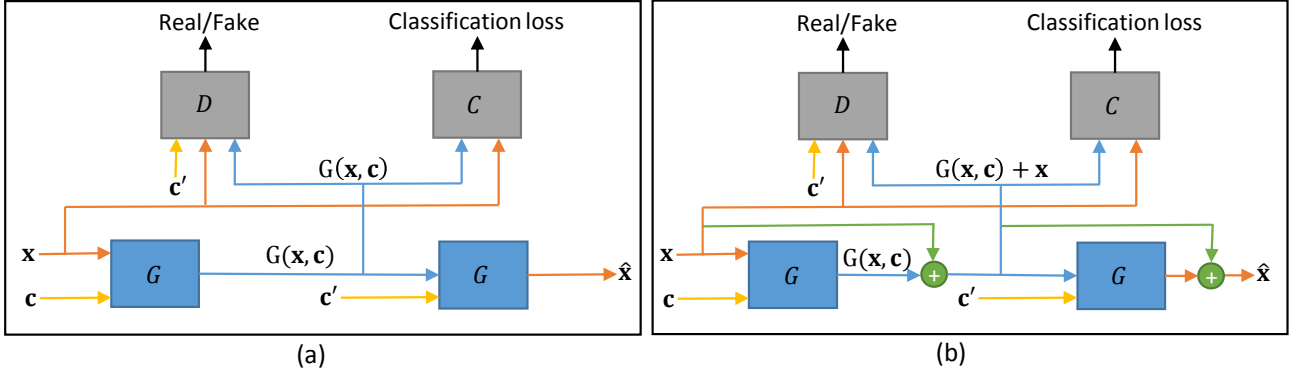 Real/Fake
Classification loss
D
C
G(x, c)
c′
x
G
G(x, c)
G
x̂
c
c′
(a)
Real/Fake
Classification loss
D
C
G(x, c) + x
c′
x
G
G(x, c)
+
G
+
x̂
c
c′
(b)